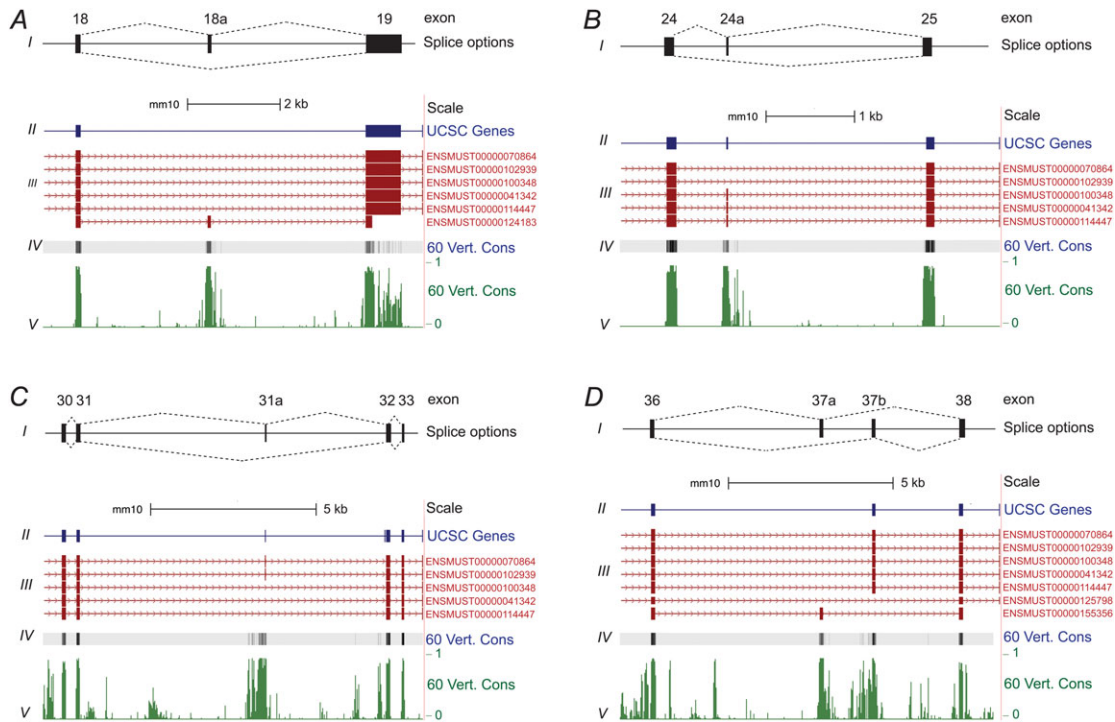 A
18 18a 19 exon
I Splice options
mm10 2 kb Scale
II UCSC Genes
ENSMUST00000070864
ENSMUST00000102939
III ENSMUST00000100348
ENSMUST00000041342
ENSMUST00000114447
ENSMUST00000124183
IV 60 Vert. Cons
1
60 Vert. Cons
V 0
B
24 24a 25 exon
I Splice options
mm10 1 kb Scale
II UCSC Genes
ENSMUST00000070864
ENSMUST00000102939
III ENSMUST00000100348
ENSMUST00000041342
ENSMUST00000114447
IV 60 Vert. Cons
1
60 Vert. Cons
V 0
C
30 31 31a 32 33 exon
I Splice options
mm10 5 kb Scale
II UCSC Genes
ENSMUST00000070864
ENSMUST00000102939
III ENSMUST00000100348
ENSMUST00000041342
ENSMUST00000114447
IV 60 Vert. Cons
1
60 Vert. Cons
V 0
D
36 37a 37b 38 exon
I Splice options
mm10 5 kb Scale
II UCSC Genes
ENSMUST00000070864
ENSMUST00000102939
III ENSMUST00000100348
ENSMUST00000041342
ENSMUST00000114447
ENSMUST00000125798
ENSMUST00000155356
IV 60 Vert. Cons
1
60 Vert. Cons
V 0